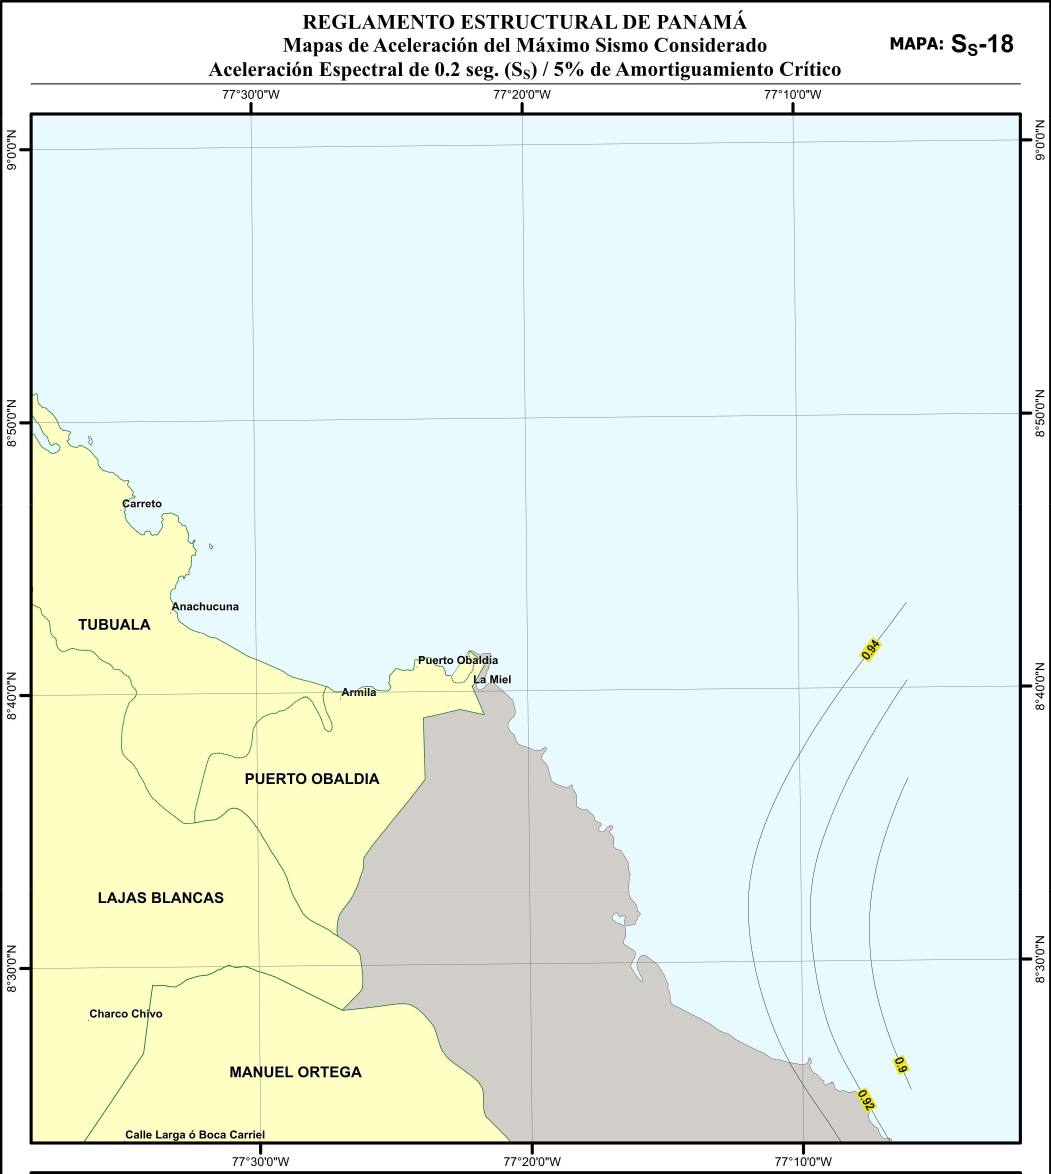 REGLAMENTO ESTRUCTURAL DE PANAMÁ
Mapas de Aceleración del Máximo Sismo Considerado
MAPA: SS-18
Aceleración Espectral de 0.2 seg. (SS) / 5% de Amortiguamiento Crítico
77°30'0"W 77°20'0"W 77°10'0"W
9°0'0"N 9°0'0"N
8°50'0"N 8°50'0"N
Carreto
Anachucuna
TUBUALA
0.94
Puerto Obaldia
La Miel
8°40'0"N Armila 8°40'0"N
PUERTO OBALDIA
LAJAS BLANCAS
8°30'0"N 8°30'0"N
Charco Chivo
0.9
MANUEL ORTEGA
0.92
Calle Larga ó Boca Carriel
77°30'0"W 77°20'0"W 77°10'0"W